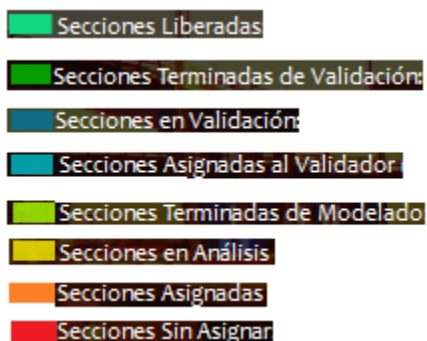 Secciones Liberadas
Secciones Terminadas de Validación:
Secciones en Validación:
Secciones Asignadas al Validador
Secciones Terminadas de Modelado
Secciones en Análisis
Secciones Asignadas
Secciones Sin Asignar